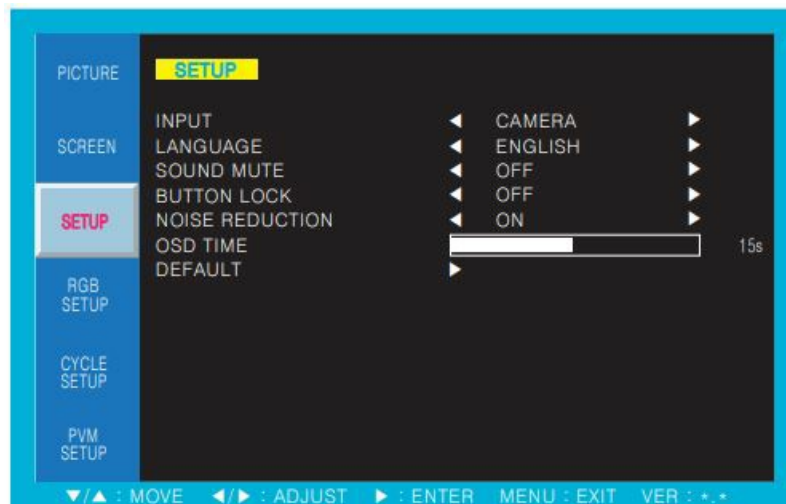 PICTURE
SCREEN
SETUP
RGB
SETUP
CYCLE
SETUP
PVM
SETUP
SETUP
INPUT ◀ CAMERA ▶
LANGUAGE ◀ ENGLISH ▶
SOUND MUTE ◀ OFF ▶
BUTTON LOCK ◀ OFF ▶
NOISE REDUCTION ◀ ON ▶
OSD TIME 15s
DEFAULT ▶
▼/▲ : MOVE ◀/▶ : ADJUST ▶ : ENTER MENU : EXIT VER : *.*